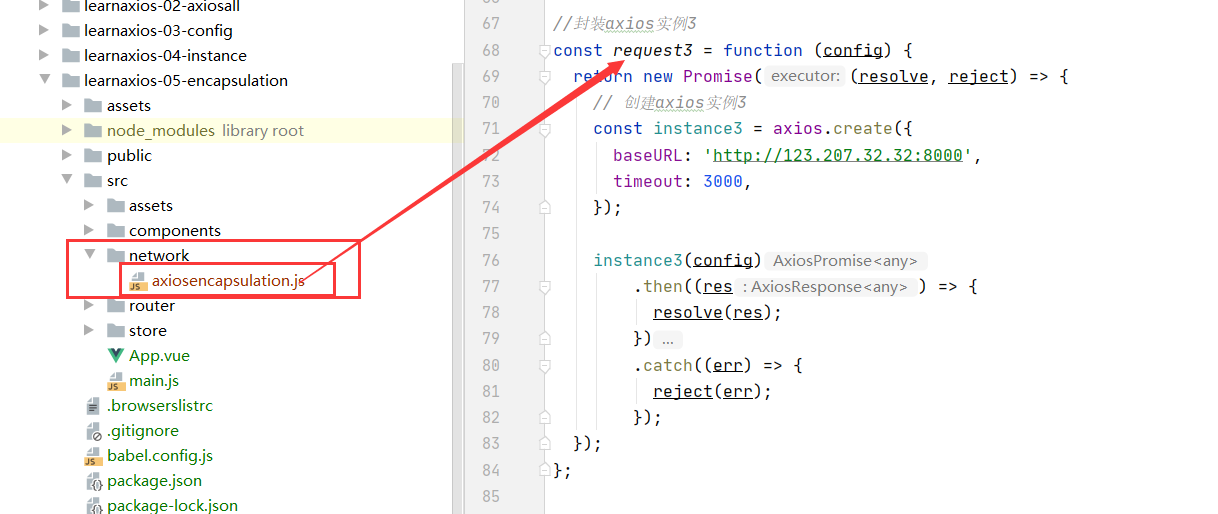 learnaxios-02-axiosall
learnaxios-03-config
learnaxios-04-instance
learnaxios-05-encapsulation
assets
node_modules library root
public
src
assets
components
network
axiosencapsulation.js
router
store
App.vue
main.js
.browserslistrc
.gitignore
babel.config.js
package.json
package-lock.json
67 //封装axios实例3
68 const request3 = function (config) {
69 return new Promise( executor: (resolve, reject) => {
70 // 创建axios实例3
71 const instance3 = axios.create({
72 baseURL: 'http://123.207.32.32:8000',
73 timeout: 3000,
74 });
75
76 instance3(config) AxiosPromise<any>
77 .then((res : AxiosResponse<any> ) => {
78 resolve(res);
79 }) ...
80 .catch((err) => {
81 reject(err);
82 });
83 });
84 };
85